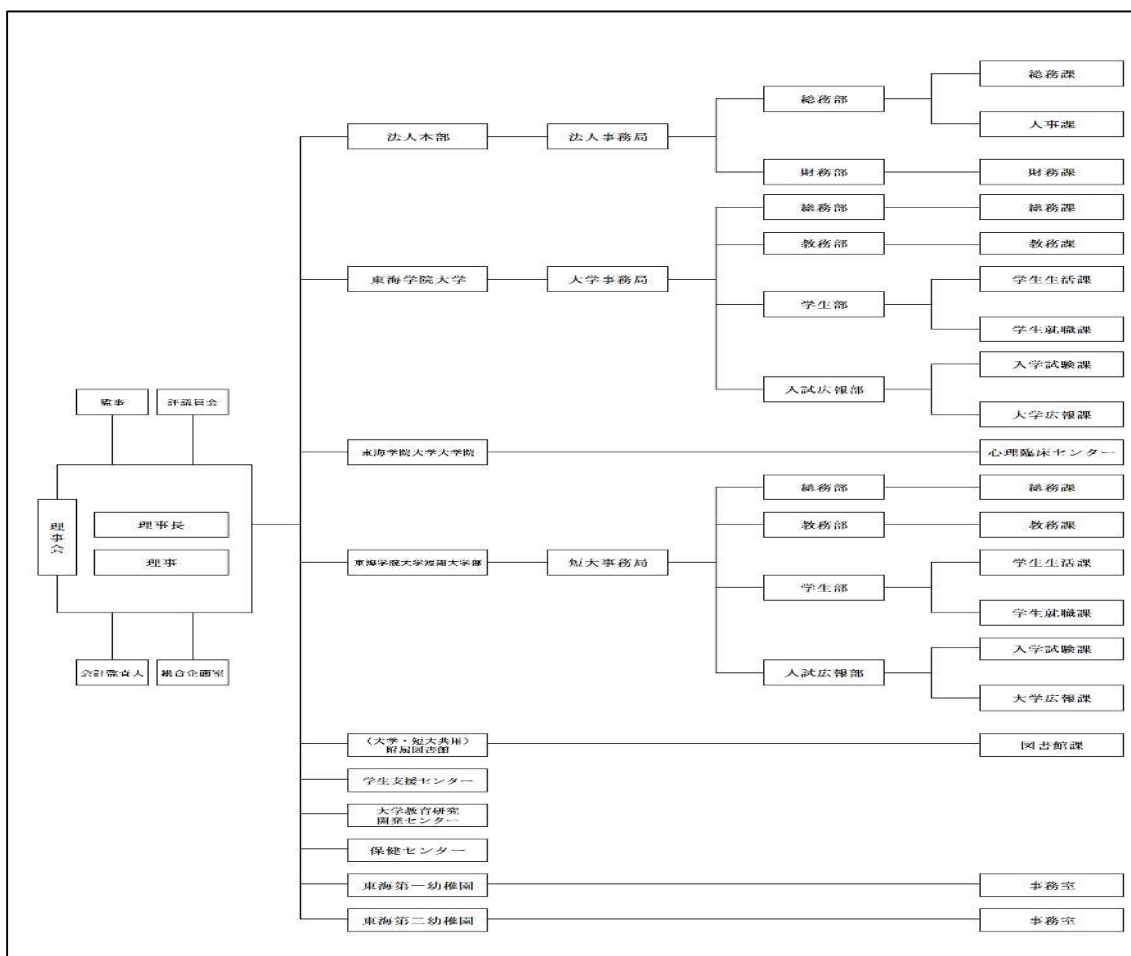 総務課
総務部
人事課
法人本部
法人事務局
財務部
財務課
総務部
総務課
教務部
教務課
東海学院大学
大学事務局
学生部
学生生活課
学生就職課
入試広報部
入学試験課
大学広報課
監事
評議員会
東海学院大学大学院
心理臨床センター
理事会
理事長
理事
総務部
総務課
教務部
教務課
東海学院大学短期大学部
短大事務局
学生部
学生生活課
学生就職課
入試広報部
入学試験課
大学広報課
会計監査人
総合企画室
（大学・短大共用）
附属図書館
図書館課
学生支援センター
大学教育研究
開発センター
保健センター
東海第一幼稚園
事務室
東海第二幼稚園
事務室